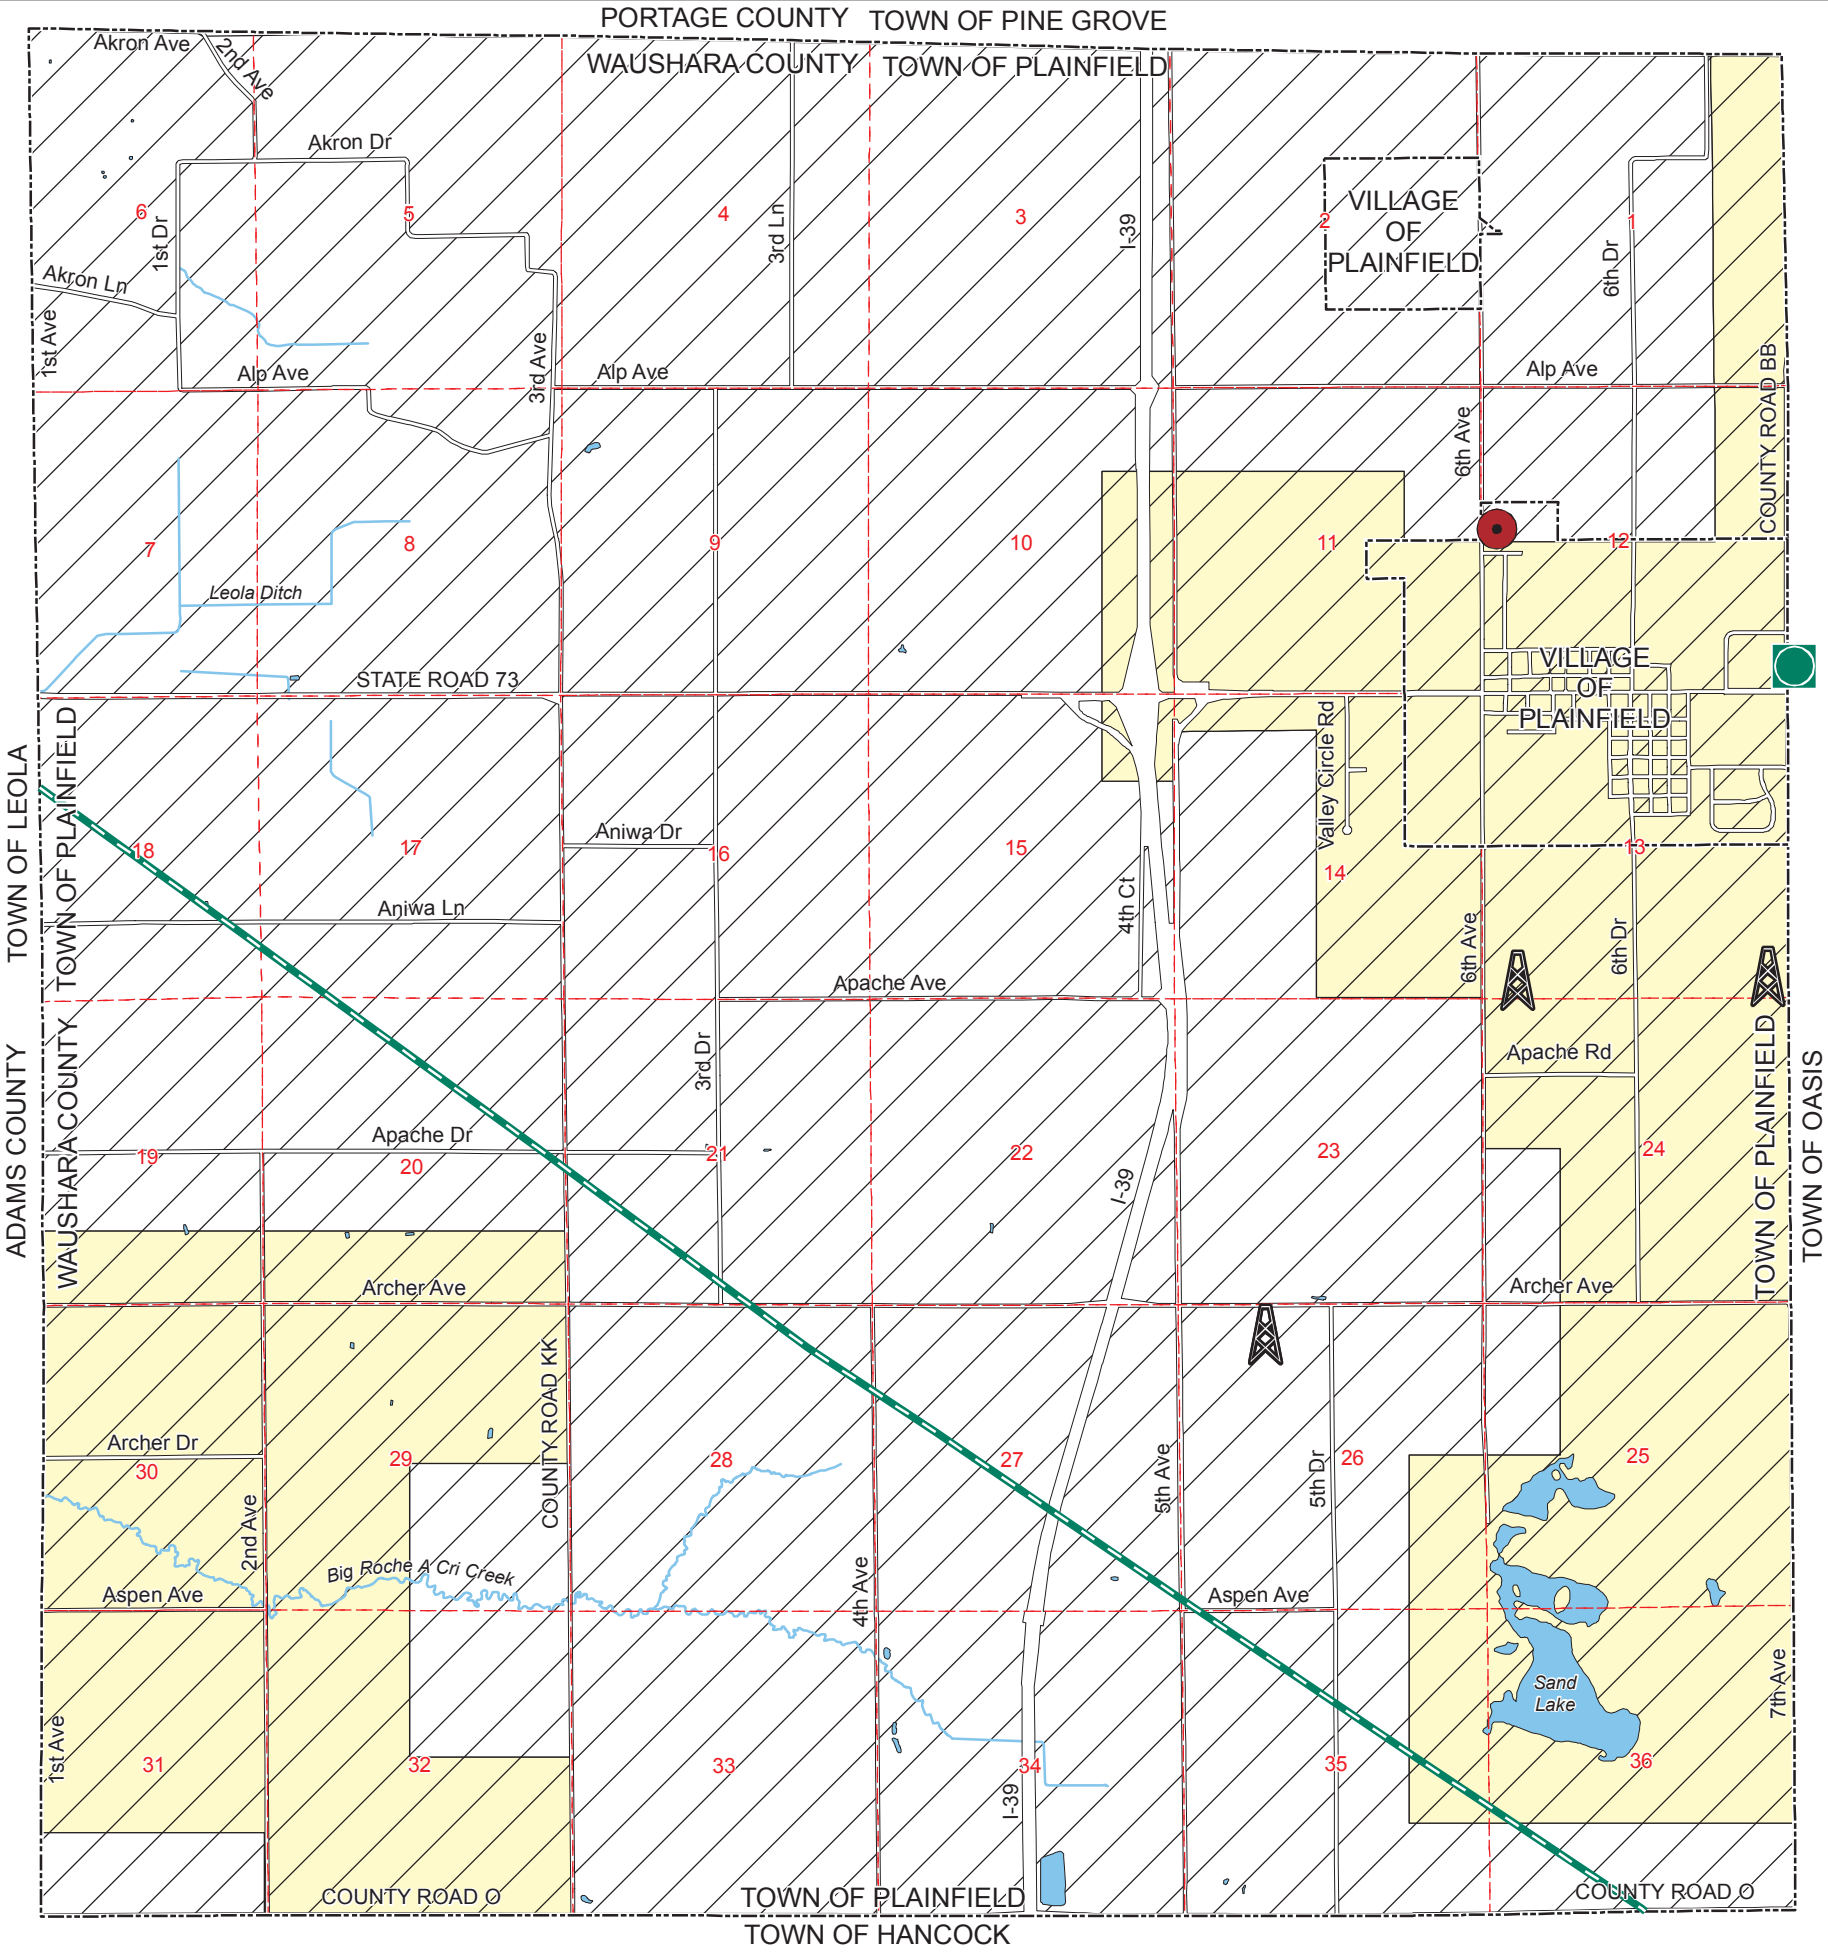 PORTAGE COUNTY TOWN OF PINE GROVE
WAUSHARA COUNTY TOWN OF PLAINFIELD
Akron Ave
2nd Ave
Akron Dr
6
5
4
3
2
1
1st Dr
3rd Ln
I-39
VILLAGE
OF
PLAINFIELD
6th Dr
Akron Ln
1st Ave
3rd Ave
Alp Ave
Alp Ave
Alp Ave
COUNTY ROAD BB
6th Ave
7
8
9
10
11
12
Leola Ditch
STATE ROAD 73
VILLAGE
OF
PLAINFIELD
Valley Circle Rd
TOWN OF LEOLA
TOWN OF PLAINFIELD
18
17
Aniwa Dr
16
15
14
13
Aniwa Ln
4th Ct
6th Ave
6th Dr
Apache Ave
3rd Dr
Apache Rd
ADAMS COUNTY
WAUSHARA COUNTY
TOWN OF PLAINFIELD
TOWN OF OASIS
Apache Dr
19
20
21
22
23
24
I-39
Archer Ave
Archer Ave
COUNTY ROAD KK
Archer Dr
30
29
28
27
5th Ave
5th Dr
26
25
2nd Ave
Big Roche A Cri Creek
4th Ave
Aspen Ave
Aspen Ave
Sand
Lake
7th Ave
1st Ave
31
32
33
34
35
36
I-39
COUNTY ROAD O
TOWN OF PLAINFIELD
COUNTY ROAD O
TOWN OF HANCOCK